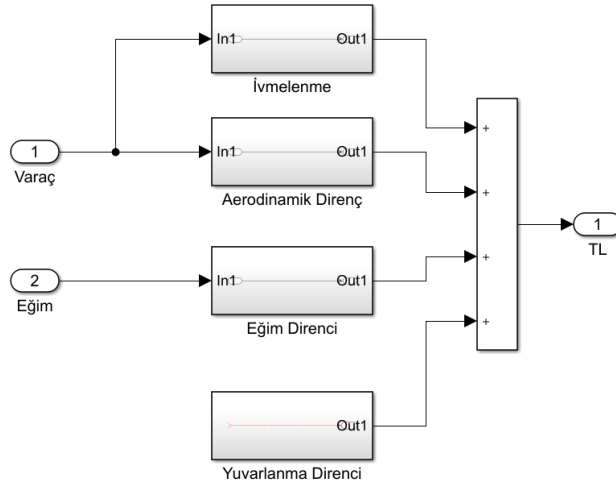 In1 Out1
İvmelenme
1
Varaç
In1 Out1
Aerodinamik Direnç
2
Eğim
In1 Out1
Eğim Direnci
Out1
Yuvarlanma Direnci
+
+
+
+
1
TL